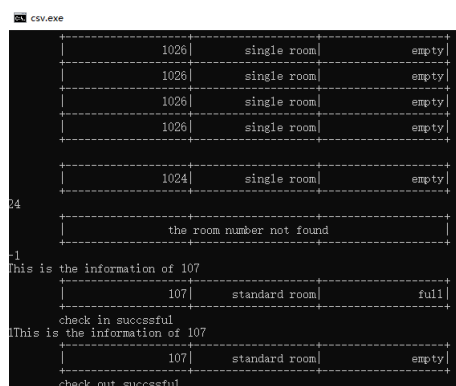 csv.exe
1026| single room| empty|
1026| single room| empty|
1026| single room| empty|
1026| single room| empty|
1024| single room| empty|
24
the room number not found
-1
This is the information of 107
107| standard room| full|
check in succssful
1This is the information of 107
107| standard room| empty|
check out succssful